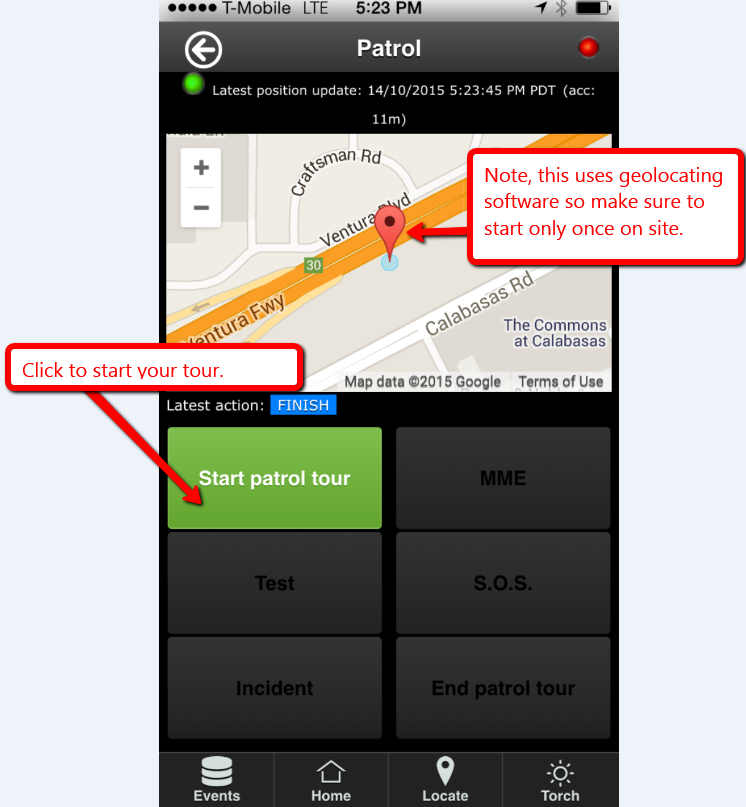 T-Mobile LTE 5:23 PM
Patrol
Latest position update: 14/10/2015 5:23:45 PM PDT (acc:
11m)
+
−
Craftsman Rd
Ventura Blvd
30
Ventura Fwy
Calabasas Rd
The Commons
at Calabasas
Map data ©2015 Google Terms of Use
Note, this uses geolocating
software so make sure to
start only once on site.
Click to start your tour.
Latest action: FINISH
Start patrol tour
MME
Test
S.O.S.
Incident
End patrol tour
Events
Home
Locate
Torch